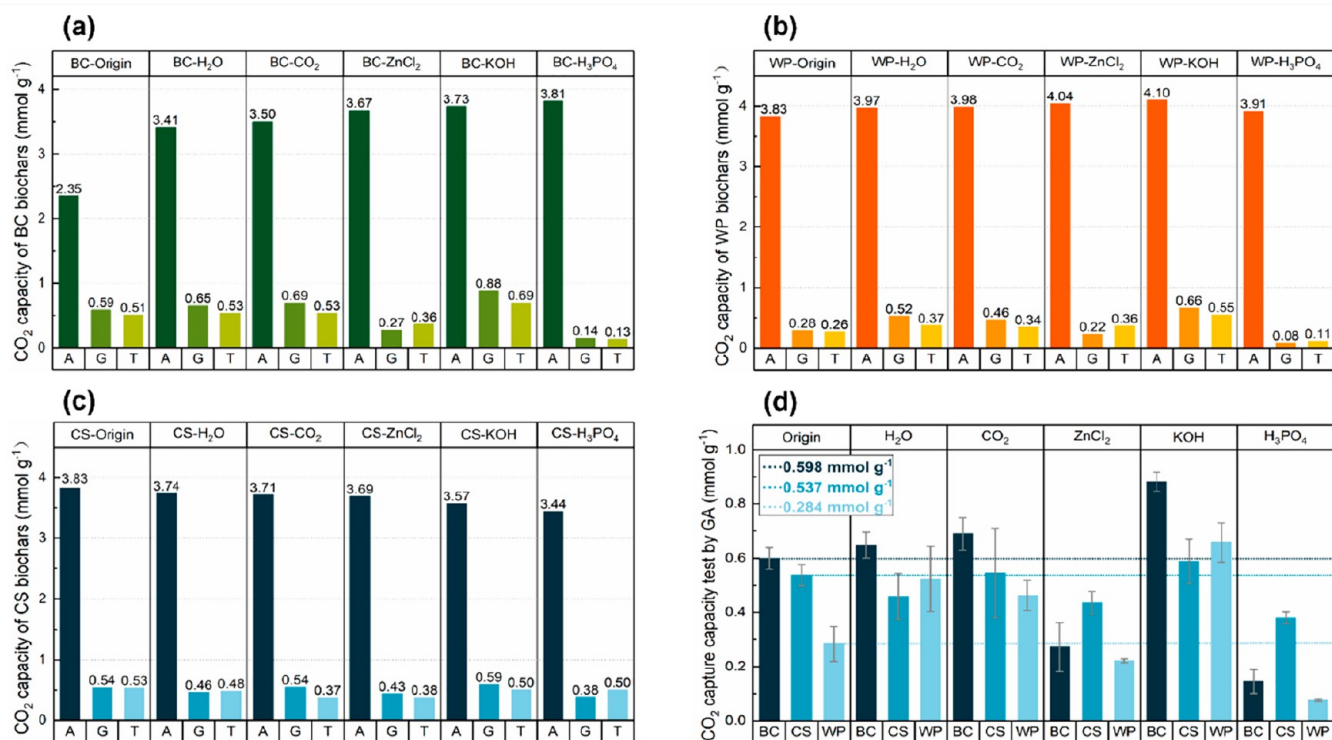 (a)
BC-Origin BC-H₂O BC-CO₂ BC-ZnCl₂ BC-KOH BC-H₃PO₄
CO₂ capacity of BC biochars (mmol g⁻¹)
4
3
2
1
0
2.35 0.59 0.51 3.41 0.65 0.53 3.50 0.69 0.53 3.67 0.27 0.36 3.73 0.88 0.69 3.81 0.14 0.13
A G T A G T A G T A G T A G T A G T
(b)
WP-Origin WP-H₂O WP-CO₂ WP-ZnCl₂ WP-KOH WP-H₃PO₄
CO₂ capacity of WP biochars (mmol g⁻¹)
4
3
2
1
0
3.83 0.28 0.26 3.97 0.52 0.37 3.98 0.46 0.34 4.04 0.22 0.36 4.10 0.66 0.55 3.91 0.08 0.11
A G T A G T A G T A G T A G T A G T
(c)
CS-Origin CS-H₂O CS-CO₂ CS-ZnCl₂ CS-KOH CS-H₃PO₄
CO₂ capacity of CS biochars (mmol g⁻¹)
4
3
2
1
0
3.83 0.54 0.53 3.74 0.46 0.48 3.71 0.54 0.37 3.69 0.43 0.38 3.57 0.59 0.50 3.44 0.38 0.50
A G T A G T A G T A G T A G T A G T
(d)
Origin H₂O CO₂ ZnCl₂ KOH H₃PO₄
CO₂ capture capacity test by GA (mmol g⁻¹)
1.0
0.8
0.6
0.4
0.2
0.0
0.598 mmol g⁻¹
0.537 mmol g⁻¹
0.284 mmol g⁻¹
BC CS WP BC CS WP BC CS WP BC CS WP BC CS WP BC CS WP